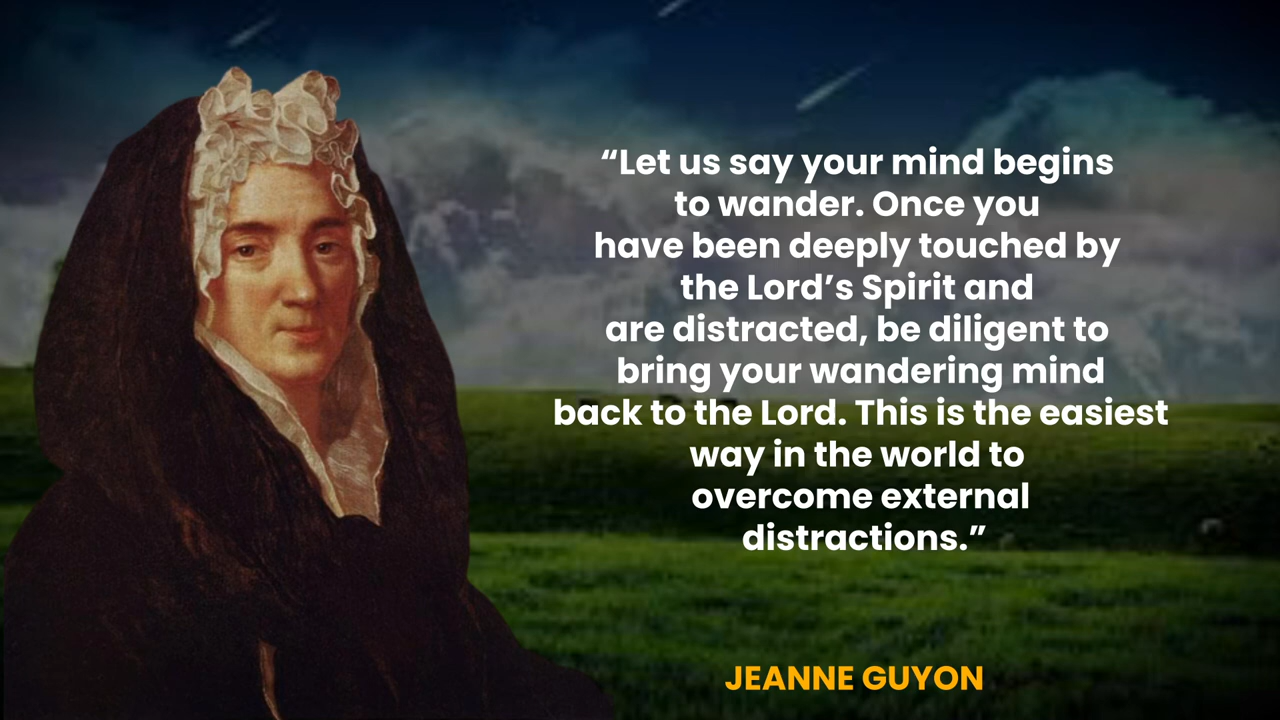 “Let us say your mind begins
to wander. Once you
have been deeply touched by
the Lord’s Spirit and
are distracted, be diligent to
bring your wandering mind
back to the Lord. This is the easiest
way in the world to
overcome external
distractions.”
JEANNE GUYON